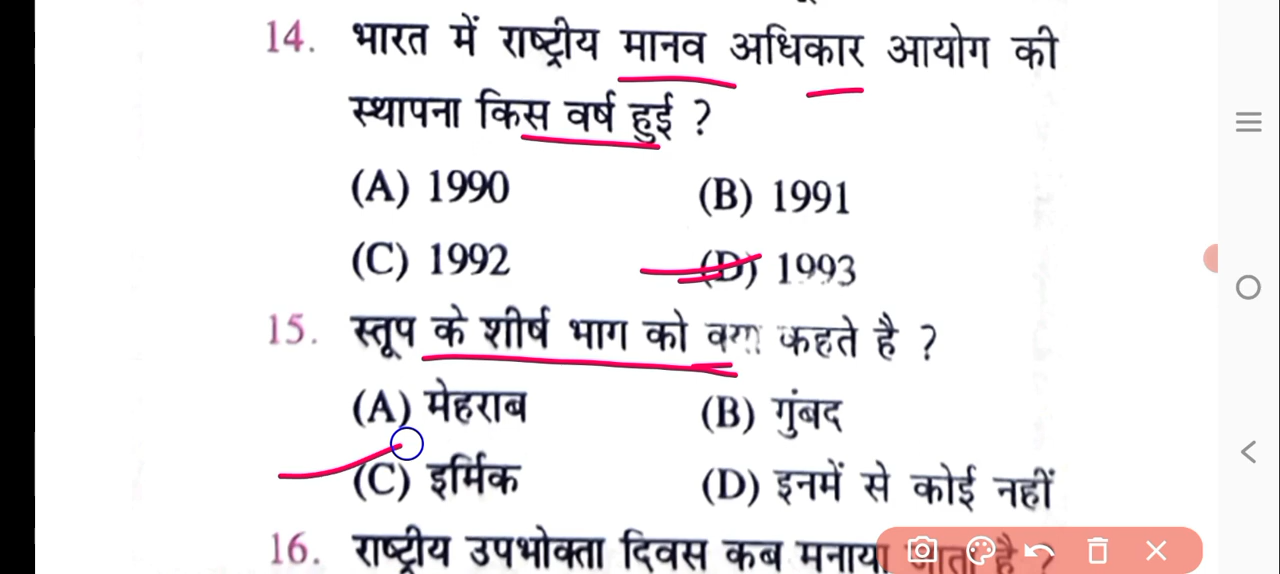 14. भारत में राष्ट्रीय मानव अधिकार आयोग की
स्थापना किस वर्ष हुई ?
(A) 1990 (B) 1991
(C) 1992 (D) 1993
15. स्तूप के शीर्ष भाग को क्या कहते है ?
(A) मेहराब (B) गुंबद
(C) इर्मिक (D) इनमें से कोई नहीं
16. राष्ट्रीय उपभोक्ता दिवस कब मनाया जाता है ?